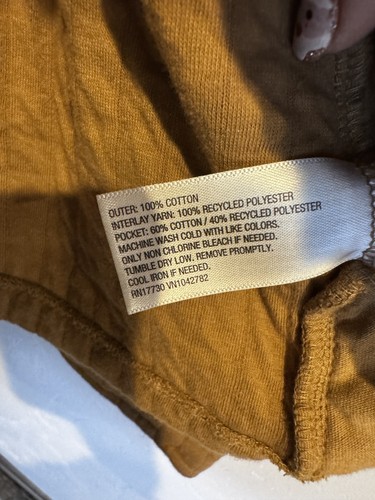 OUTER: 100% COTTON
INTERLAY YARN: 100% RECYCLED POLYESTER
POCKET: 60% COTTON / 40% RECYCLED POLYESTER
MACHINE WASH COLD WITH LIKE COLORS.
ONLY NON CHLORINE BLEACH IF NEEDED.
TUMBLE DRY LOW. REMOVE PROMPTLY.
COOL IRON IF NEEDED.
RN17730 VN1042782